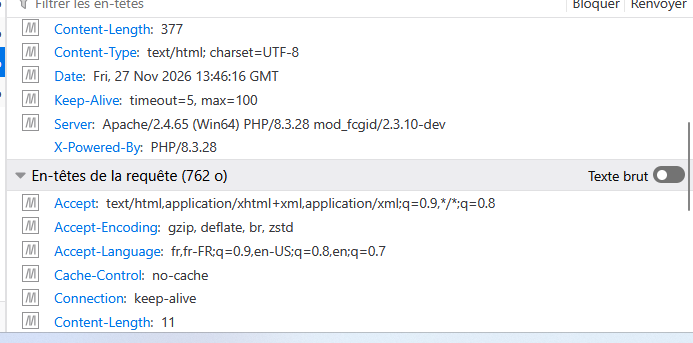 Filtrer les en-têtes Bloquer Renvoyer
Content-Length: 377
Content-Type: text/html; charset=UTF-8
Date: Fri, 27 Nov 2026 13:46:16 GMT
Keep-Alive: timeout=5, max=100
Server: Apache/2.4.65 (Win64) PHP/8.3.28 mod_fcgid/2.3.10-dev
X-Powered-By: PHP/8.3.28
En-têtes de la requête (762 o) Texte brut
Accept: text/html,application/xhtml+xml,application/xml;q=0.9,*/*;q=0.8
Accept-Encoding: gzip, deflate, br, zstd
Accept-Language: fr,fr-FR;q=0.9,en-US;q=0.8,en;q=0.7
Cache-Control: no-cache
Connection: keep-alive
Content-Length: 11